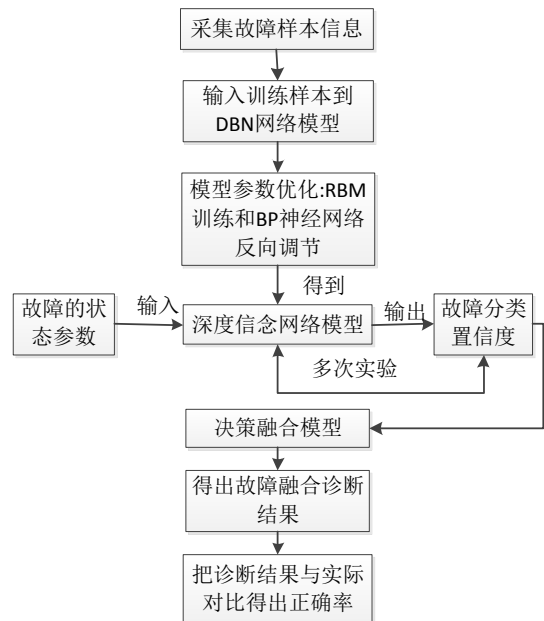 采集故障样本信息
输入训练样本到
DBN网络模型
模型参数优化:RBM
训练和BP神经网络
反向调节
得到
故障的状
态参数
输入
深度信念网络模型
输出
故障分类
置信度
多次实验
决策融合模型
得出故障融合诊断
结果
把诊断结果与实际
对比得出正确率